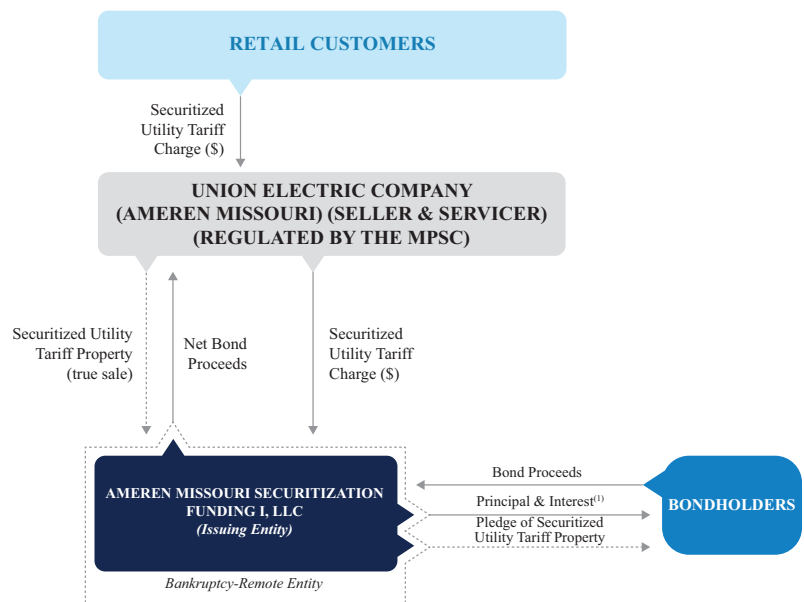 RETAIL CUSTOMERS
Securitized
Utility Tariff
Charge ($)
UNION ELECTRIC COMPANY
(AMEREN MISSOURI) (SELLER & SERVICER)
(REGULATED BY THE MPSC)
Securitized Utility
Tariff Property
(true sale)
Net Bond
Proceeds
Securitized
Utility Tariff
Charge ($)
AMEREN MISSOURI SECURITIZATION
FUNDING I, LLC
(Issuing Entity)
Bankruptcy-Remote Entity
Bond Proceeds
Principal & Interest(1)
Pledge of Securitized
Utility Tariff Property
BONDHOLDERS